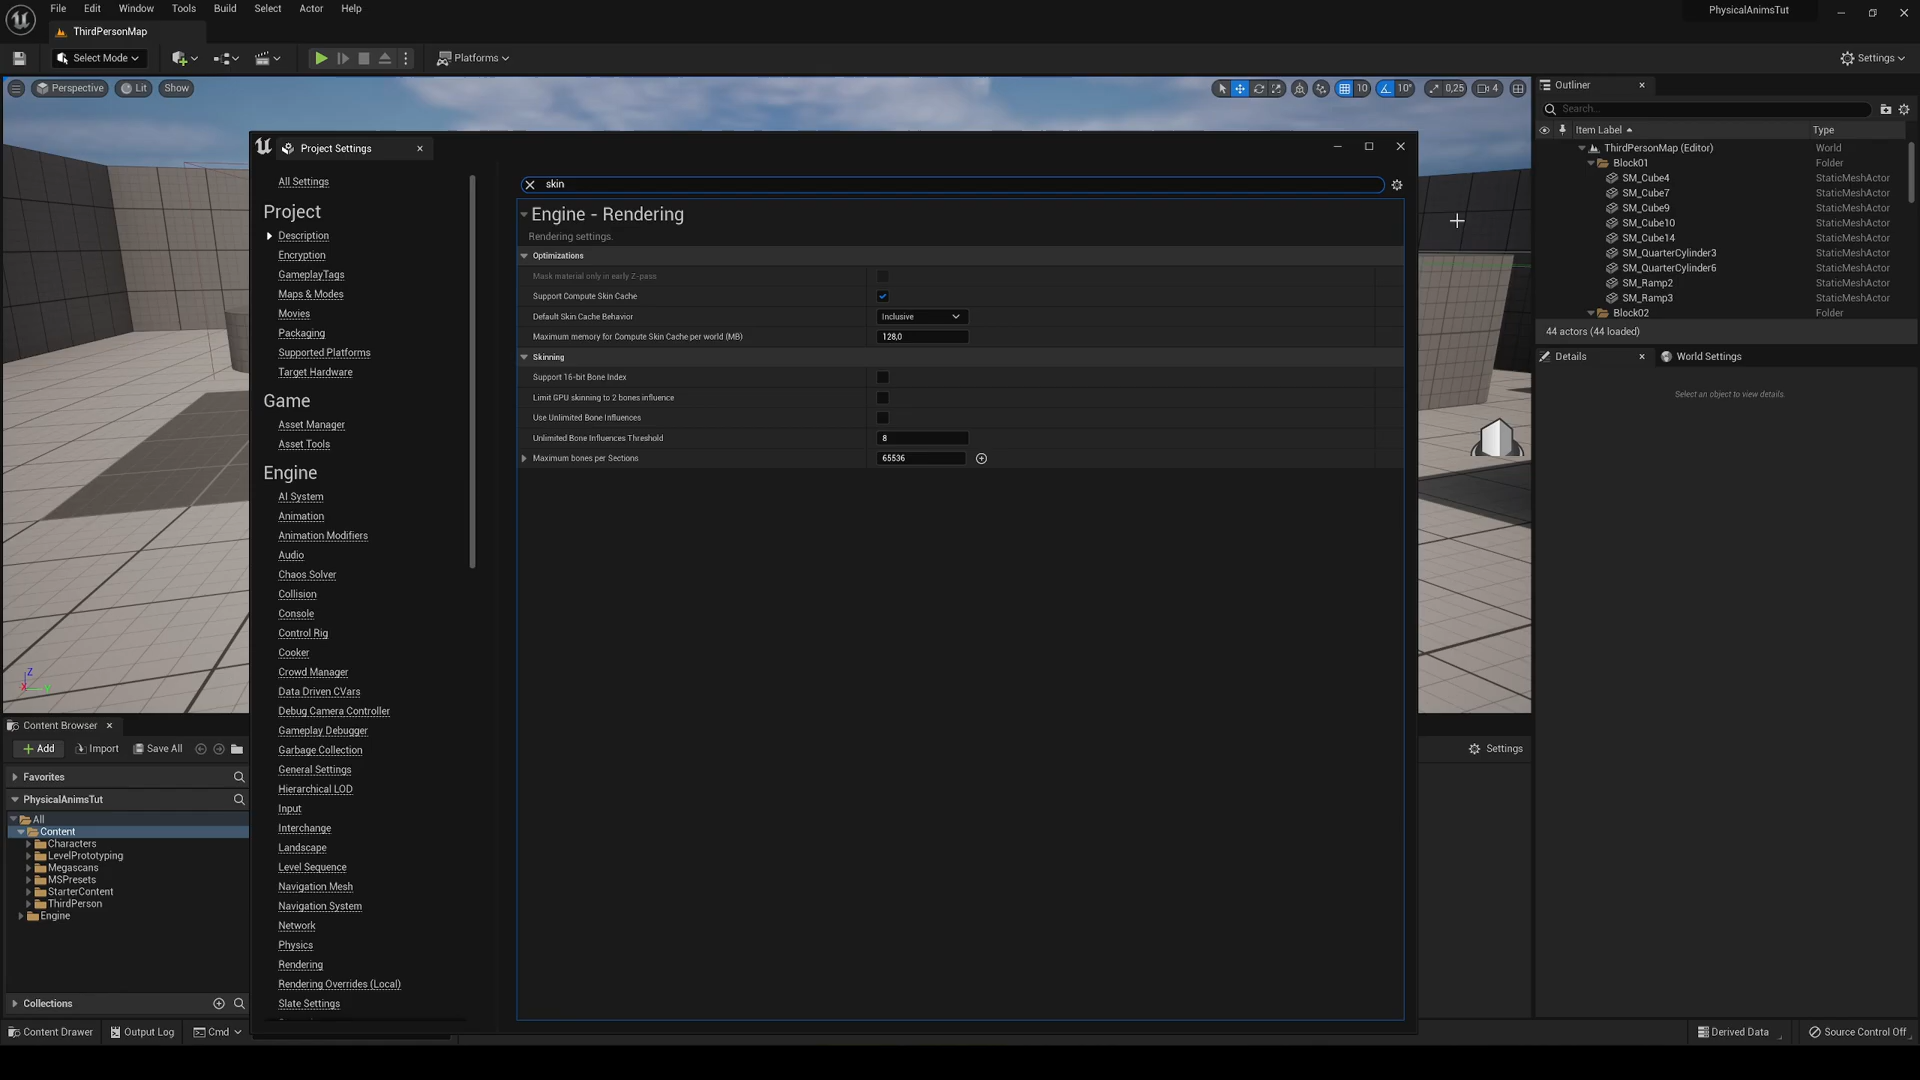 File Edit Window Tools Build Select Actor Help
PhysicalAnimsTut
ThirdPersonMap
Select Mode
Platforms
Settings
Perspective Lit Show
10 10° 0,25 4
Outliner
Search...
Item Label Type
ThirdPersonMap (Editor) World
Block01 Folder
SM_Cube4 StaticMeshActor
SM_Cube7 StaticMeshActor
SM_Cube9 StaticMeshActor
SM_Cube10 StaticMeshActor
SM_Cube14 StaticMeshActor
SM_QuarterCylinder3 StaticMeshActor
SM_QuarterCylinder6 StaticMeshActor
SM_Ramp2 StaticMeshActor
SM_Ramp3 StaticMeshActor
Block02 Folder
44 actors (44 loaded)
Details World Settings
Select an object to view details.
Project Settings
All Settings
Project
Description
Encryption
GameplayTags
Maps & Modes
Movies
Packaging
Supported Platforms
Target Hardware
Game
Asset Manager
Asset Tools
Engine
AI System
Animation
Animation Modifiers
Audio
Chaos Solver
Collision
Console
Control Rig
Cooker
Crowd Manager
Data Driven CVars
Debug Camera Controller
Gameplay Debugger
Garbage Collection
General Settings
Hierarchical LOD
Input
Interchange
Landscape
Level Sequence
Navigation Mesh
Navigation System
Network
Physics
Rendering
Rendering Overrides (Local)
Slate Settings
skin
Engine - Rendering
Rendering settings.
Optimizations
Mask material only in early Z-pass
Support Compute Skin Cache
Default Skin Cache Behavior Inclusive
Maximum memory for Compute Skin Cache per world (MB) 128,0
Skinning
Support 16-bit Bone Index
Limit GPU skinning to 2 bones influence
Use Unlimited Bone Influences
Unlimited Bone Influences Threshold 8
Maximum bones per Sections 65536
Z
X Y
Content Browser
Add Import Save All
Settings
Favorites
PhysicalAnimsTut
All
Content
Characters
LevelPrototyping
Megascans
MSPresets
StarterContent
ThirdPerson
Engine
Collections
Content Drawer Output Log Cmd
Derived Data Source Control Off